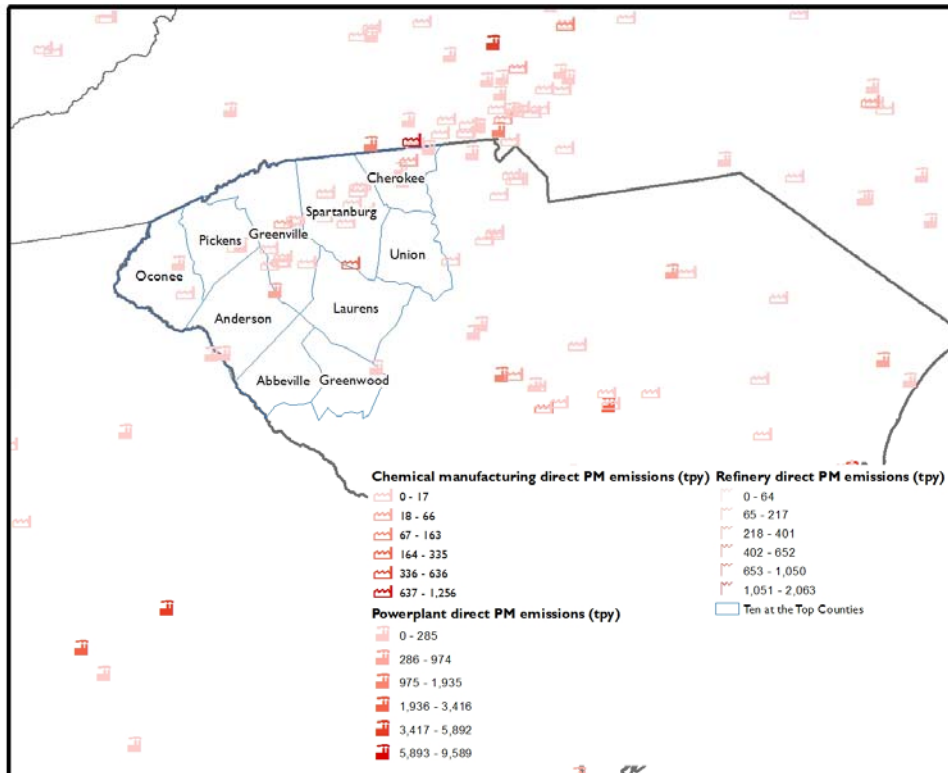 Cherokee
Spartanburg
Pickens
Greenville
Union
Oconee
Laurens
Anderson
Abbeville
Greenwood
Chemical manufacturing direct PM emissions (tpy)
0 - 17
18 - 66
67 - 163
164 - 335
336 - 636
637 - 1,256
Powerplant direct PM emissions (tpy)
0 - 285
286 - 974
975 - 1,935
1,936 - 3,416
3,417 - 5,892
5,893 - 9,589
Refinery direct PM emissions (tpy)
0 - 64
65 - 217
218 - 401
402 - 652
653 - 1,050
1,051 - 2,063
Ten at the Top Counties